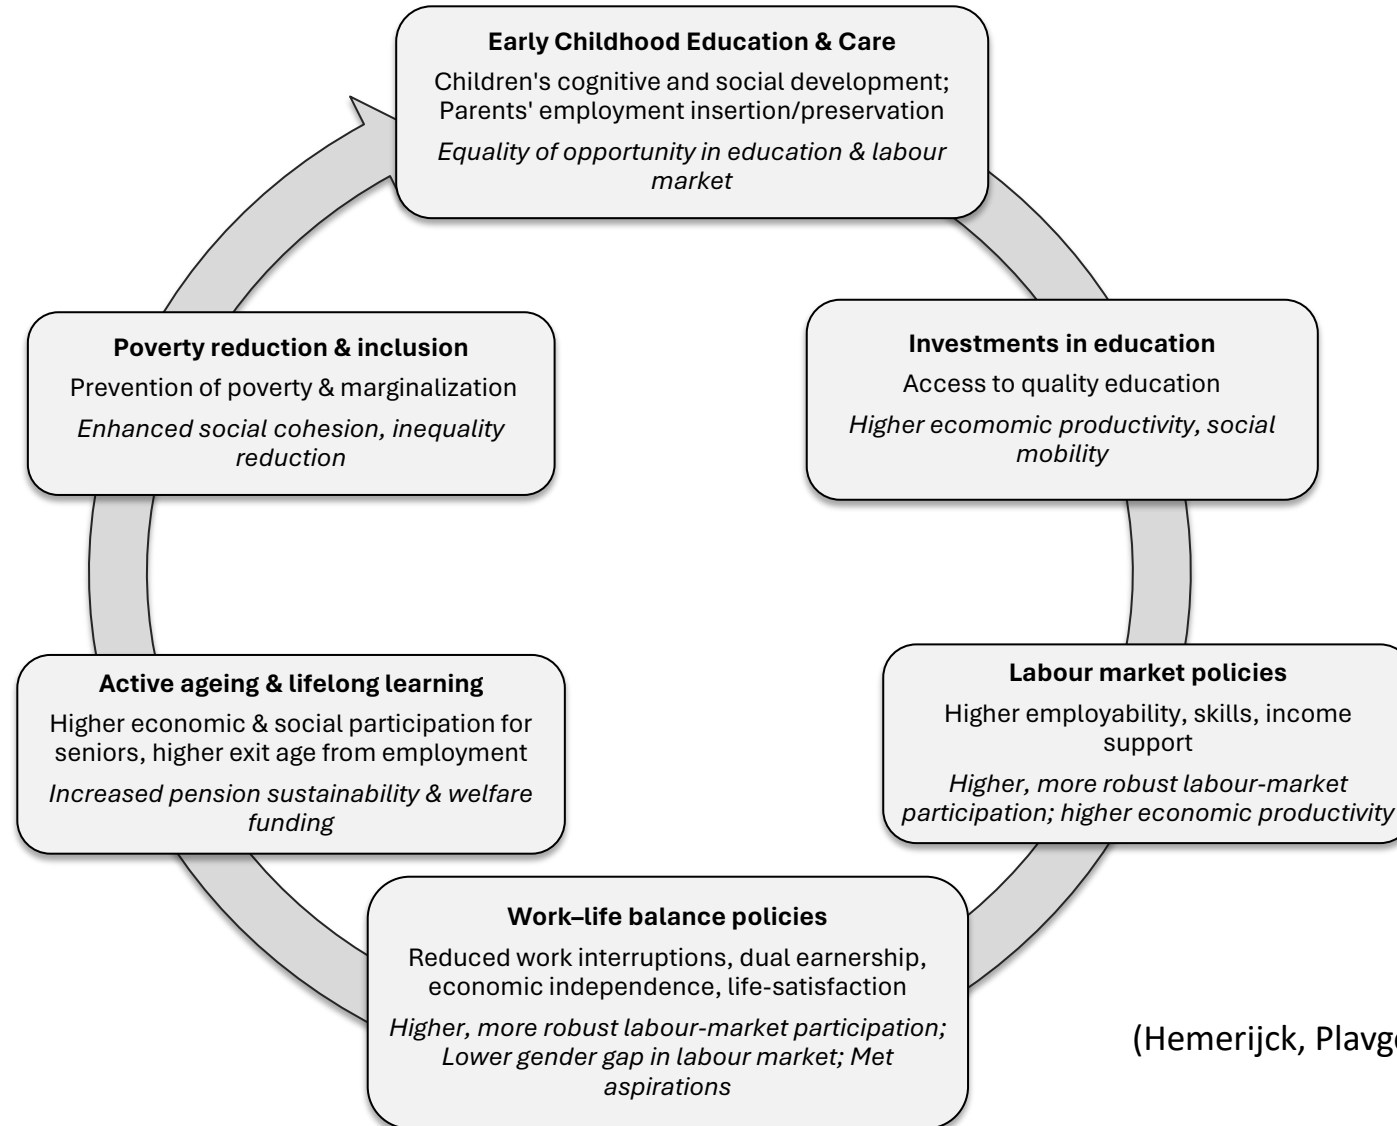 Early Childhood Education & Care
Children's cognitive and social development;
Parents' employment insertion/preservation
Equality of opportunity in education & labour
market
Investments in education
Access to quality education
Higher ecomomic productivity, social
mobility
Labour market policies
Higher employability, skills, income
support
Higher, more robust labour-market
participation; higher economic productivity
Work–life balance policies
Reduced work interruptions, dual earnership,
economic independence, life-satisfaction
Higher, more robust labour-market participation;
Lower gender gap in labour market; Met
aspirations
Active ageing & lifelong learning
Higher economic & social participation for
seniors, higher exit age from employment
Increased pension sustainability & welfare
funding
Poverty reduction & inclusion
Prevention of poverty & marginalization
Enhanced social cohesion, inequality
reduction
(Hemerijck,